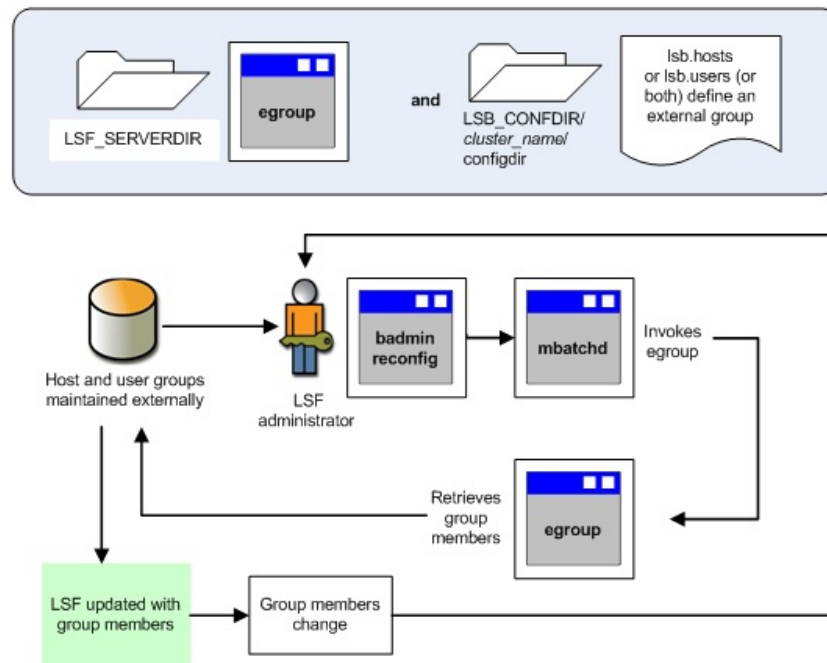 LSF_SERVERDIR
egroup
and
LSB_CONFDIR/
cluster_name/
configdir
lsb.hosts
or lsb.users (or
both) define an
external group
Host and user groups
maintained externally
LSF
administrator
badmin
reconfig
mbatchd
Invokes
egroup
Retrieves
group
members
egroup
LSF updated with
group members
Group members
change